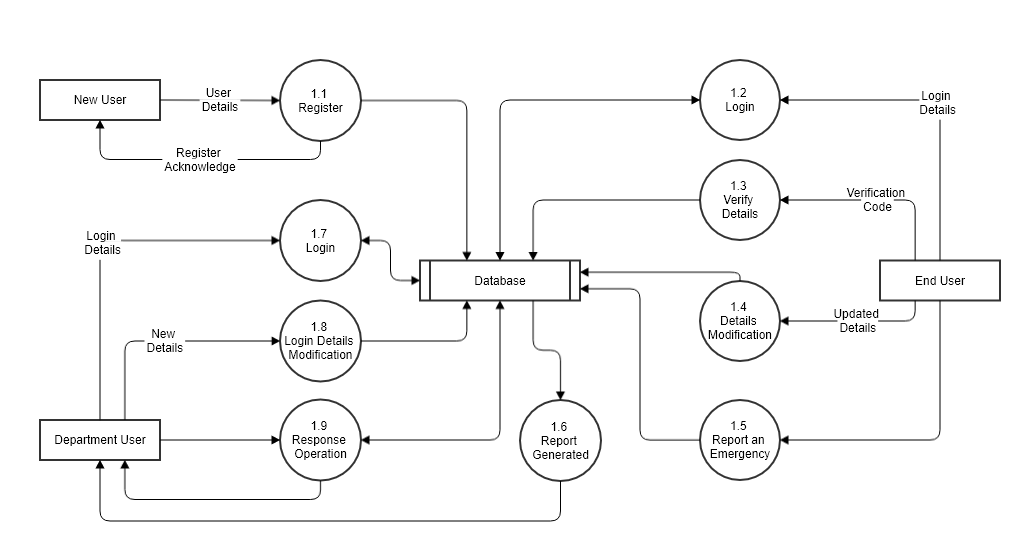 New User
User
Details
1.1
Register
Register
Acknowledge
1.2
Login
Login
Details
1.3
Verify
Details
Verification
Code
Login
Details
1.7
Login
Database
End User
1.4
Details
Modification
Updated
Details
New
Details
1.8
Login Details
Modification
Department User
1.9
Response
Operation
1.6
Report
Generated
1.5
Report an
Emergency